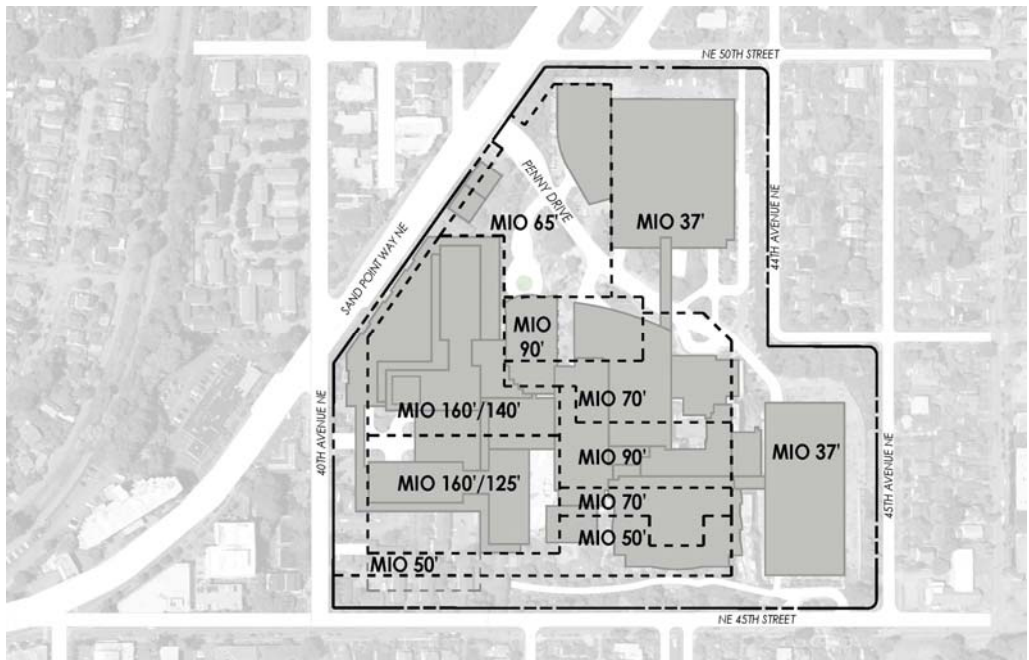 NE 50TH STREET
PENNY DRIVE
MIO 65'
MIO 37'
44TH AVENUE NE
SAND POINT WAY NE
MIO
90'
MIO 70'
MIO 160'/140'
40TH AVENUE NE
MIO 90'
MIO 37'
45TH AVENUE NE
MIO 160'/125'
MIO 70'
MIO 50'
MIO 50'
NE 45TH STREET